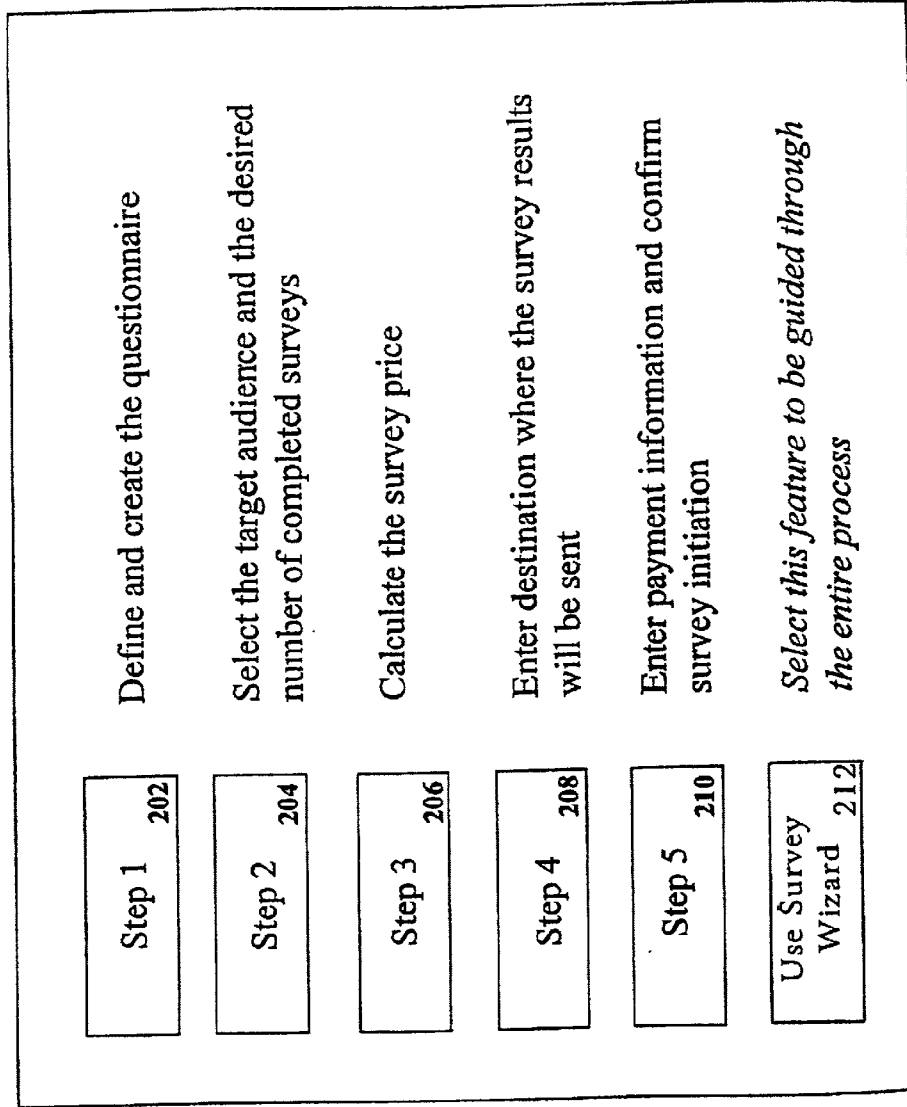 Step 1 202
Define and create the questionnaire
Step 2 204
Select the target audience and the desired
number of completed surveys
Step 3 206
Calculate the survey price
Step 4 208
Enter destination where the survey results
will be sent
Step 5 210
Enter payment information and confirm
survey initiation
Use Survey
Wizard 212
Select this feature to be guided through
the entire process